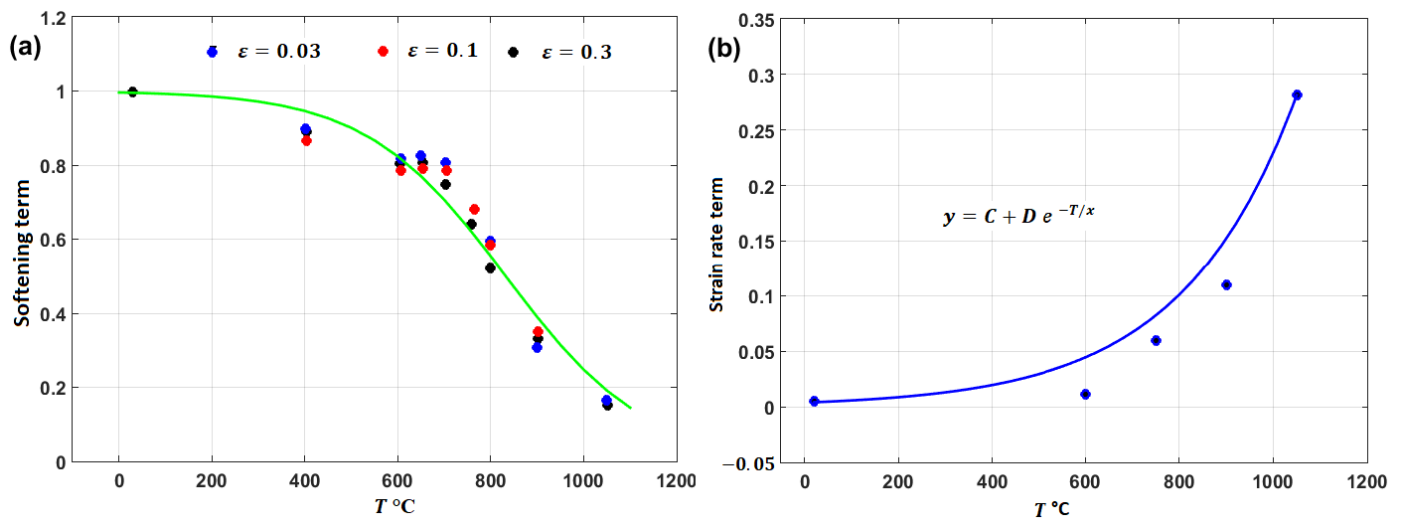 (a)
ε = 0.03 ε = 0.1 ε = 0.3
Softening term
1.2
1
0.8
0.6
0.4
0.2
0
0 200 400 600 800 1000 1200
T °C
(b)
y = C + D e ^{-T/x}
Strain rate term
0.35
0.3
0.25
0.2
0.15
0.1
0.05
0
−0.05
0 200 400 600 800 1000 1200
T °C